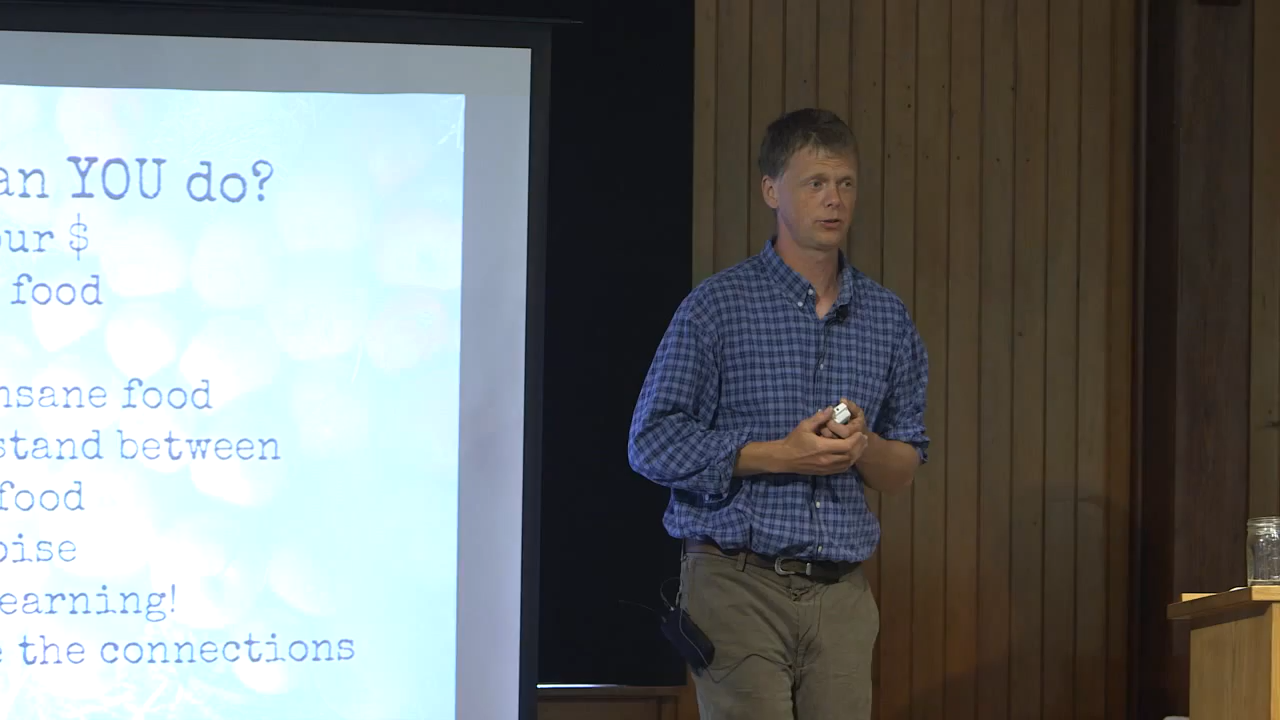 an YOU do?
our $
food
nsane food
stand between
food
oise
earning!
e the connections